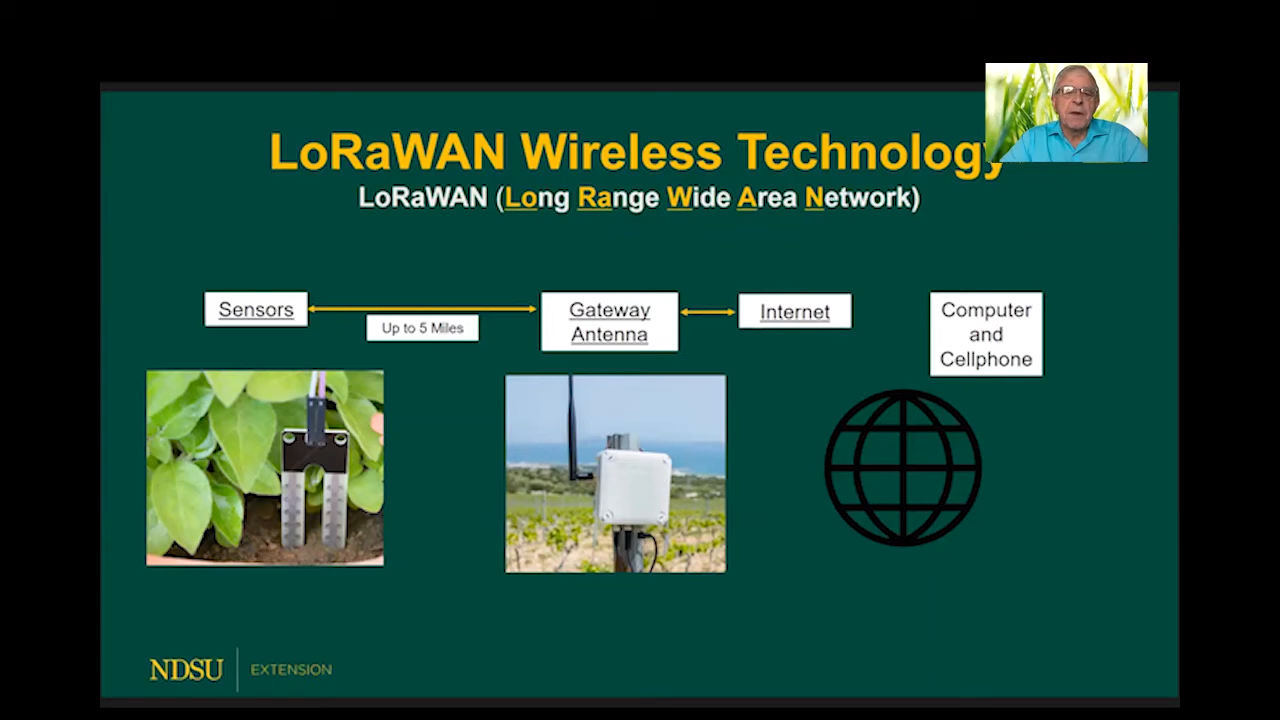 LoRaWAN Wireless Technology
LoRaWAN (Long Range Wide Area Network)
Sensors
Up to 5 Miles
Gateway
Antenna
Internet
Computer
and
Cellphone
NDSU
EXTENSION